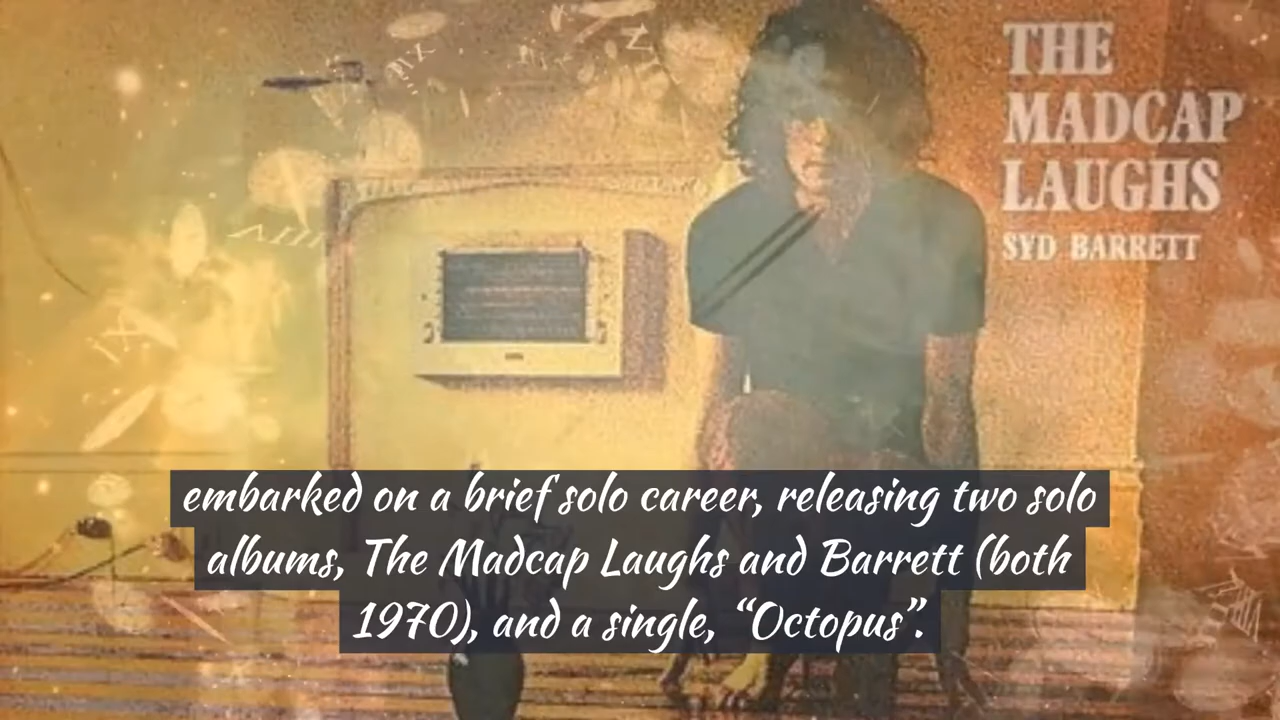 THE
MADCAP
LAUGHS
SYD BARRETT
embarked on a brief solo career, releasing two solo
albums, The Madcap Laughs and Barrett (both
1970), and a single, “Octopus”.